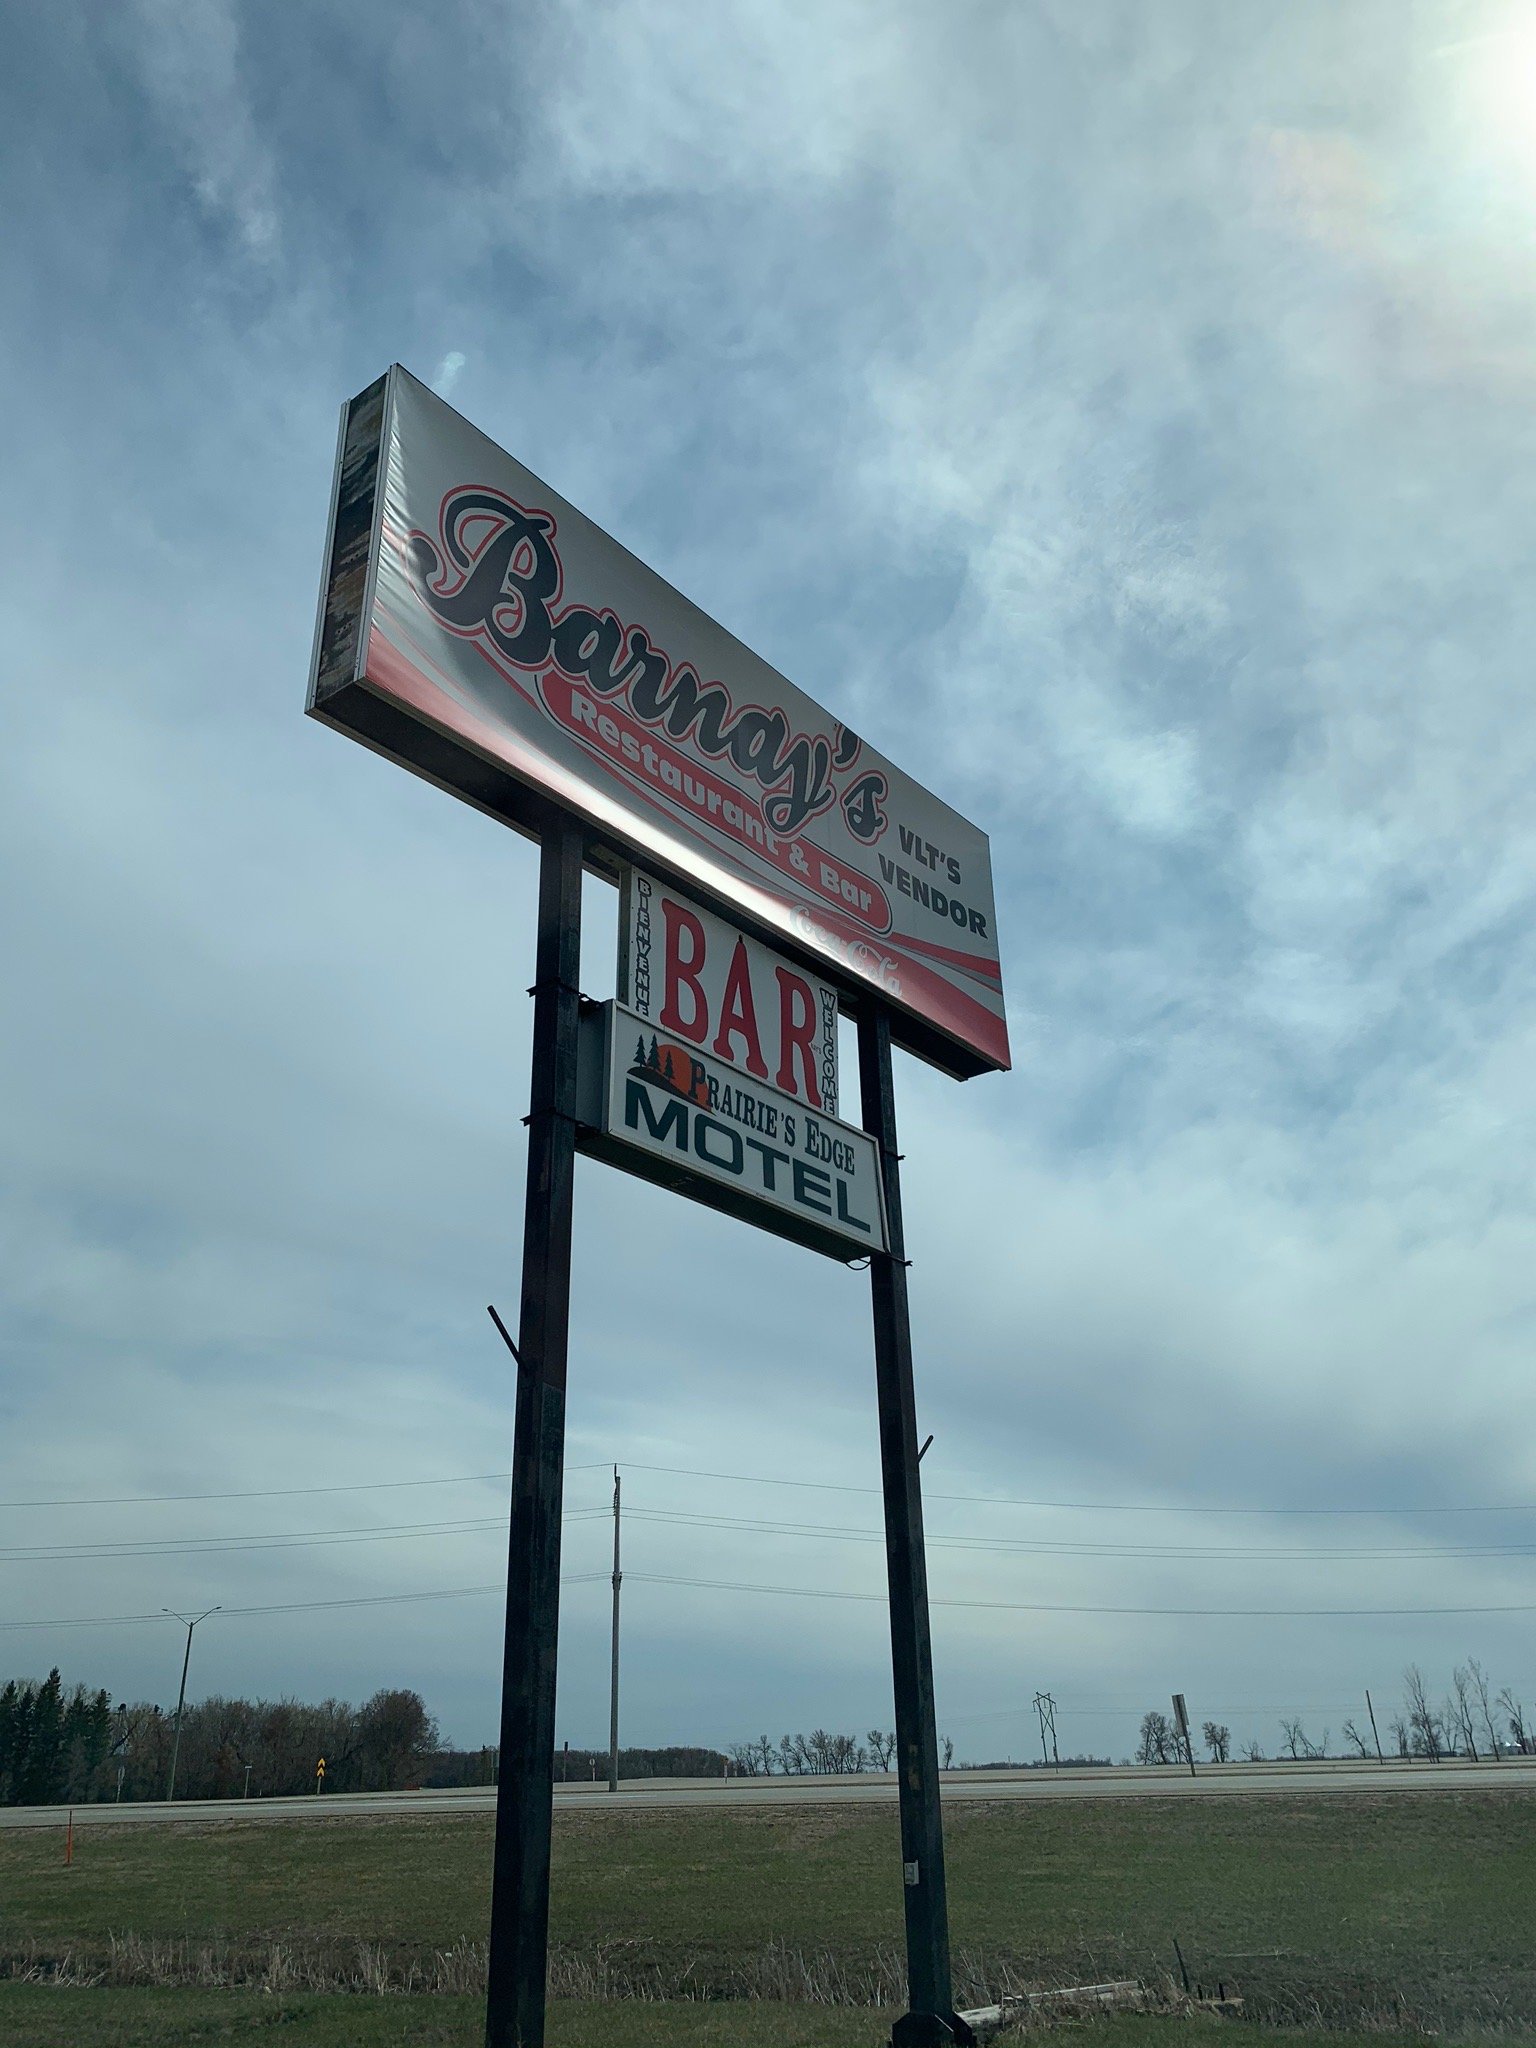 Barnay's
Restaurant & Bar
VLT'S
VENDOR
Coca-Cola
BIENVENUE
BAR
WELCOME
PRAIRIE'S EDGE
MOTEL